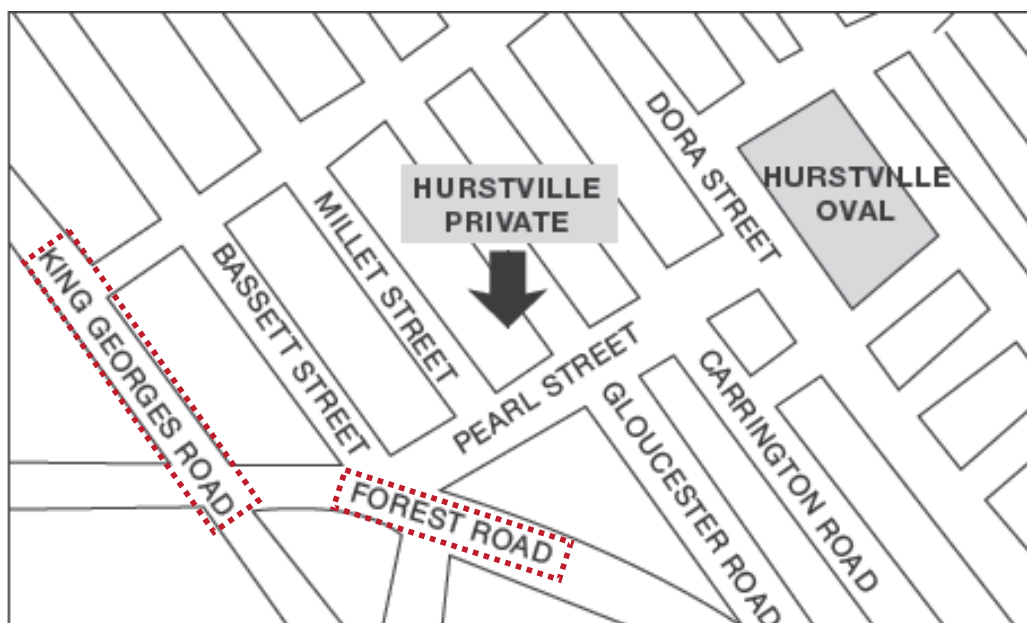 DORA STREET
HURSTVILLE
OVAL
HURSTVILLE
PRIVATE
MILLET STREET
BASSETT STREET
KING GEORGES ROAD
PEARL STREET
CARRINGTON ROAD
GLOUCESTER ROAD
FOREST ROAD